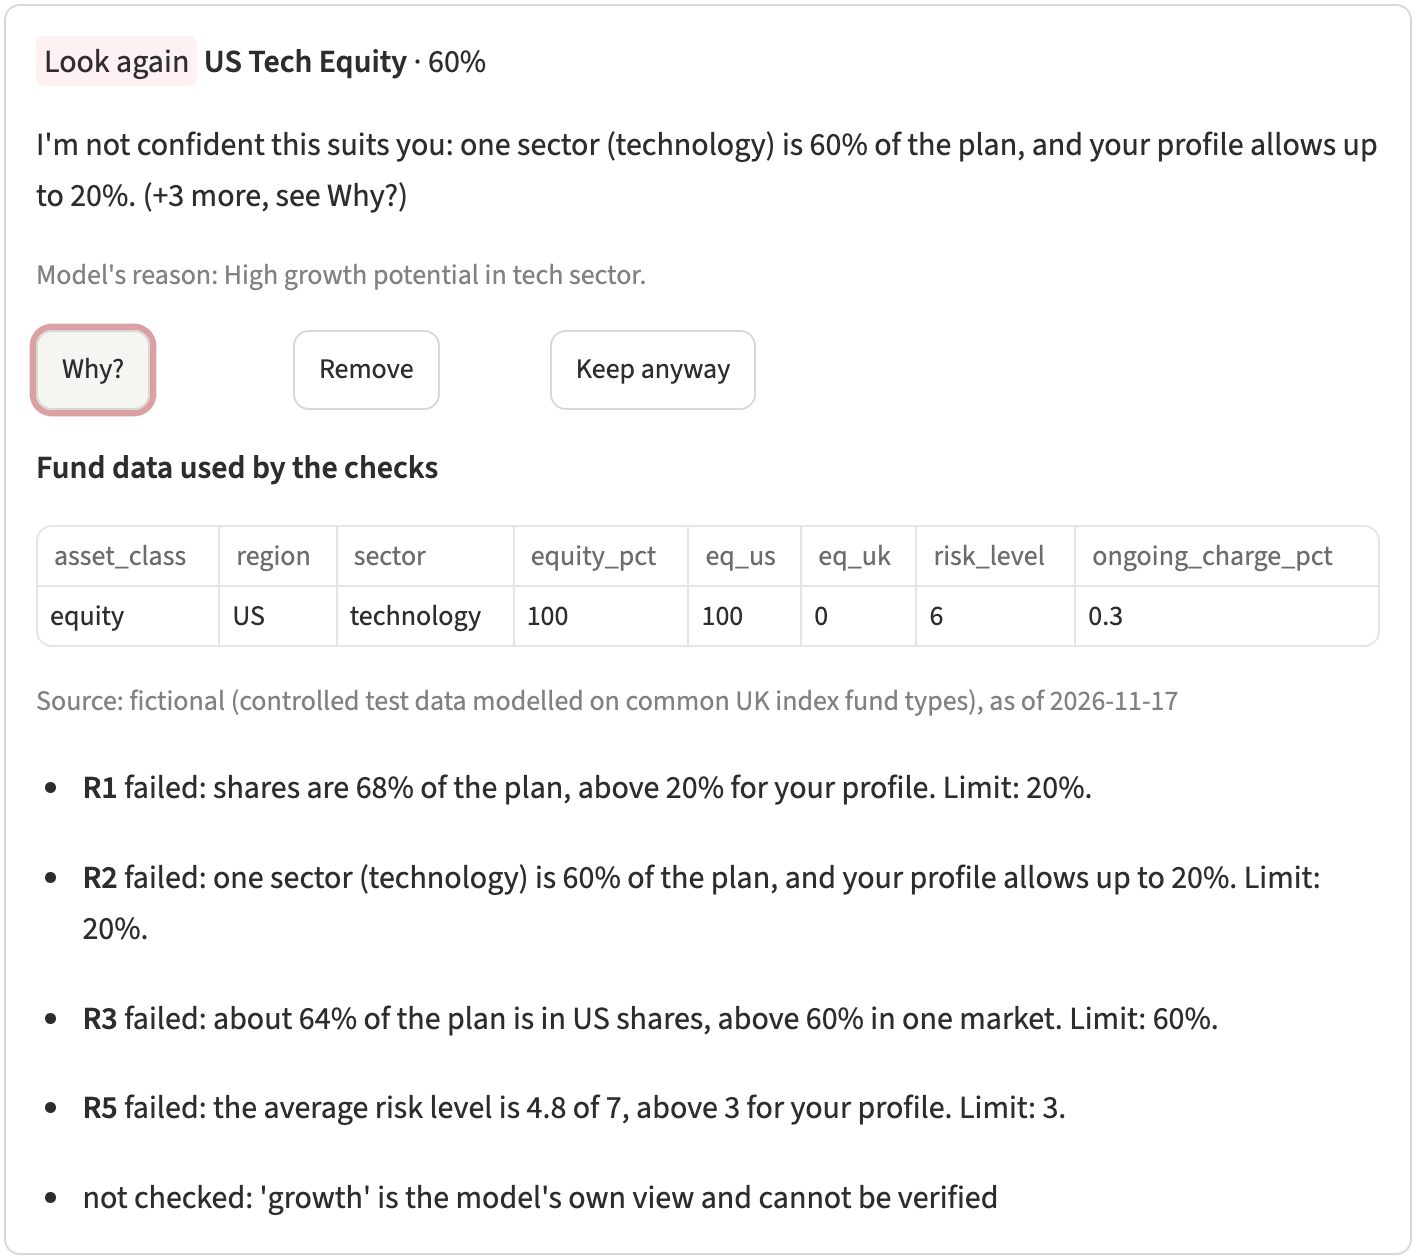 Look again US Tech Equity · 60%
I'm not confident this suits you: one sector (technology) is 60% of the plan, and your profile allows up
to 20%. (+3 more, see Why?)
Model's reason: High growth potential in tech sector.
Why? Remove Keep anyway
Fund data used by the checks
asset_class region sector equity_pct eq_us eq_uk risk_level ongoing_charge_pct
equity US technology 100 100 0 6 0.3
Source: fictional (controlled test data modelled on common UK index fund types), as of 2026-11-17
• R1 failed: shares are 68% of the plan, above 20% for your profile. Limit: 20%.
• R2 failed: one sector (technology) is 60% of the plan, and your profile allows up to 20%. Limit:
20%.
• R3 failed: about 64% of the plan is in US shares, above 60% in one market. Limit: 60%.
• R5 failed: the average risk level is 4.8 of 7, above 3 for your profile. Limit: 3.
• not checked: 'growth' is the model's own view and cannot be verified